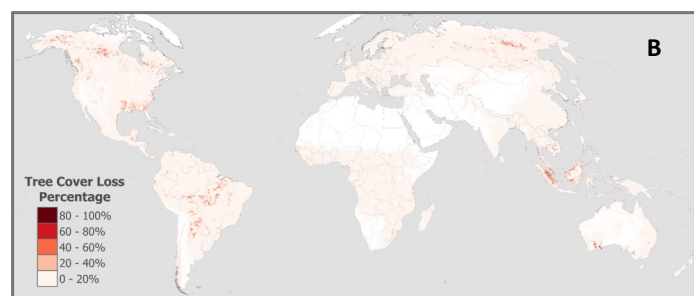 B
Tree Cover Loss
Percentage
80 - 100%
60 - 80%
40 - 60%
20 - 40%
0 - 20%